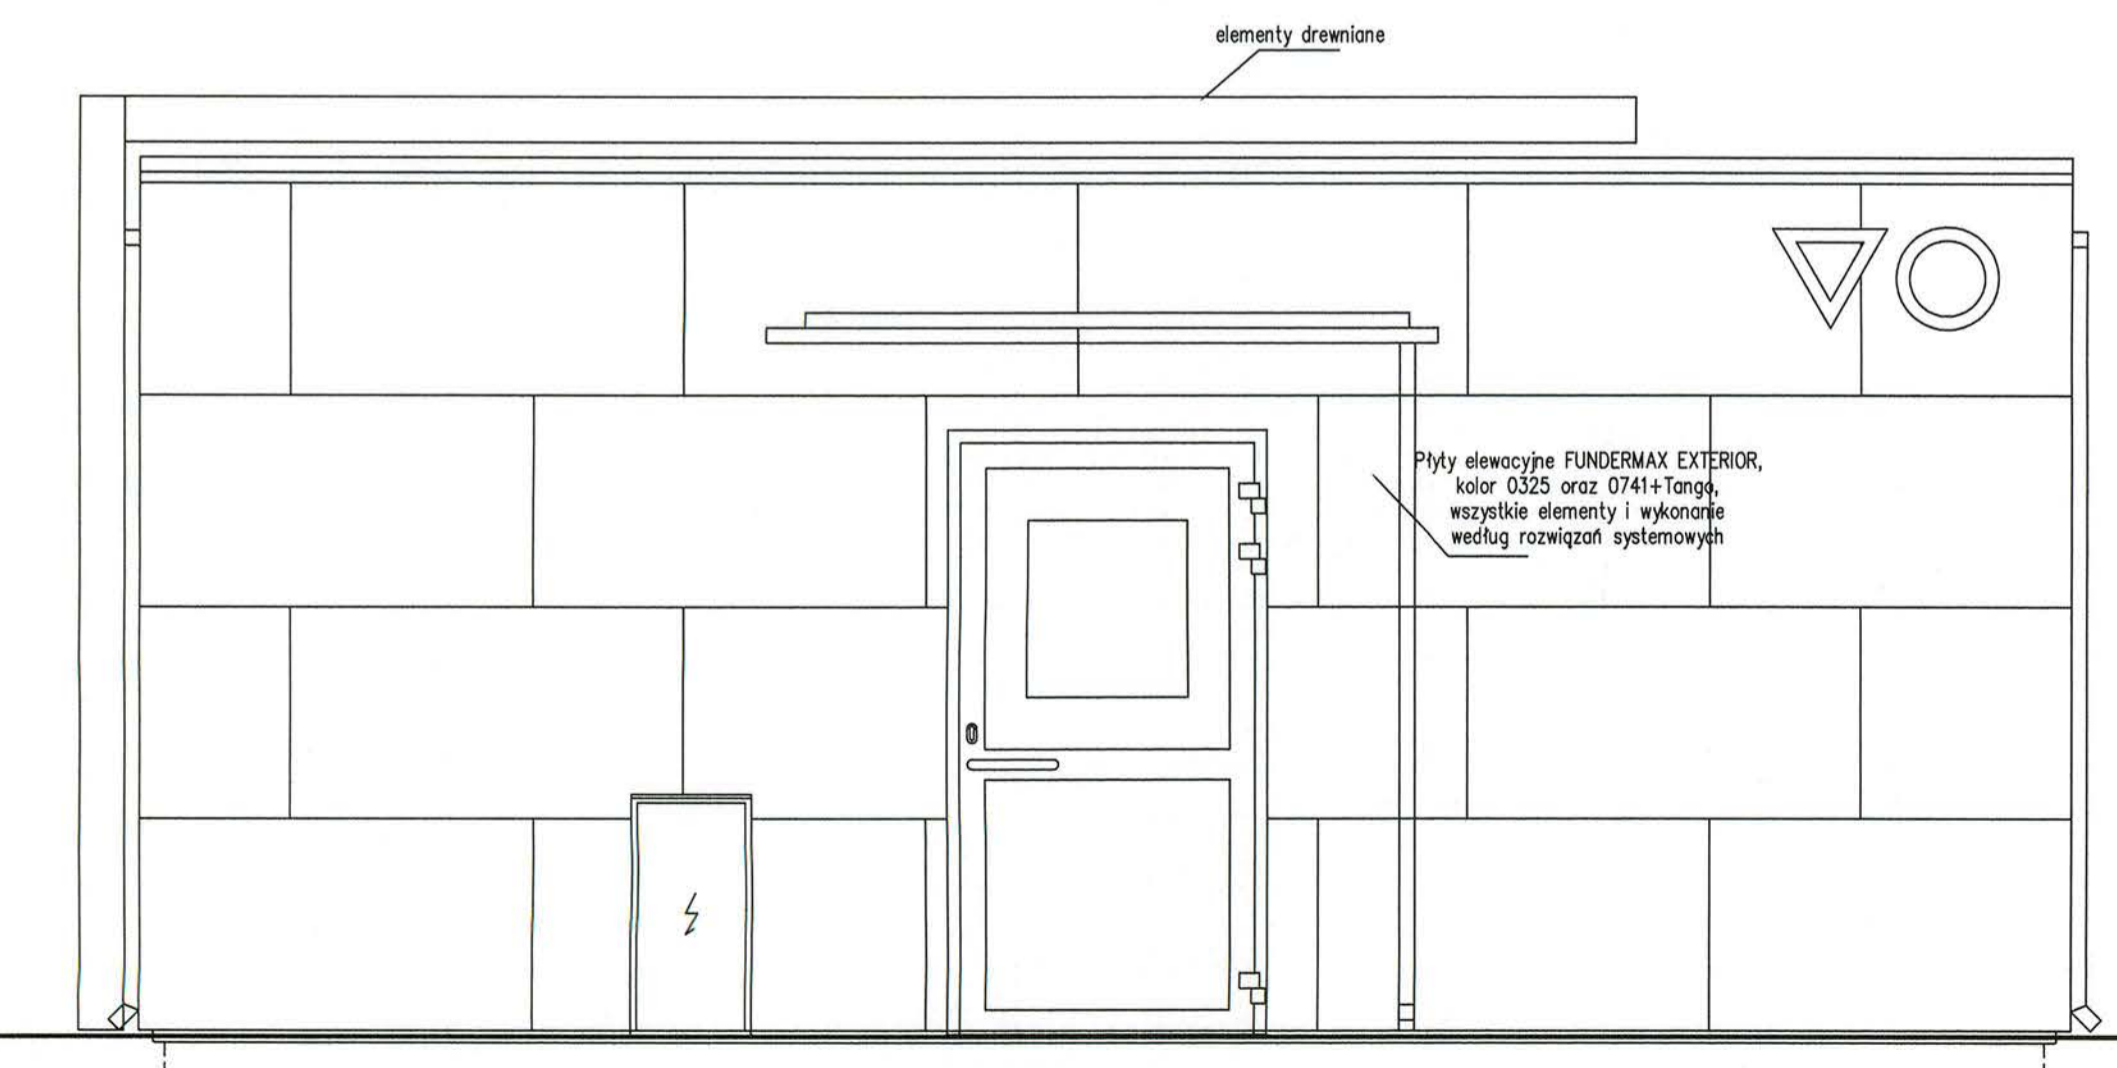 elementy drewniane
Płyty elewacyjne FUNDERMAX EXTERIOR,
kolor 0325 oraz 0741+Tango,
wszystkie elementy i wykonanie
według rozwiązań systemowych